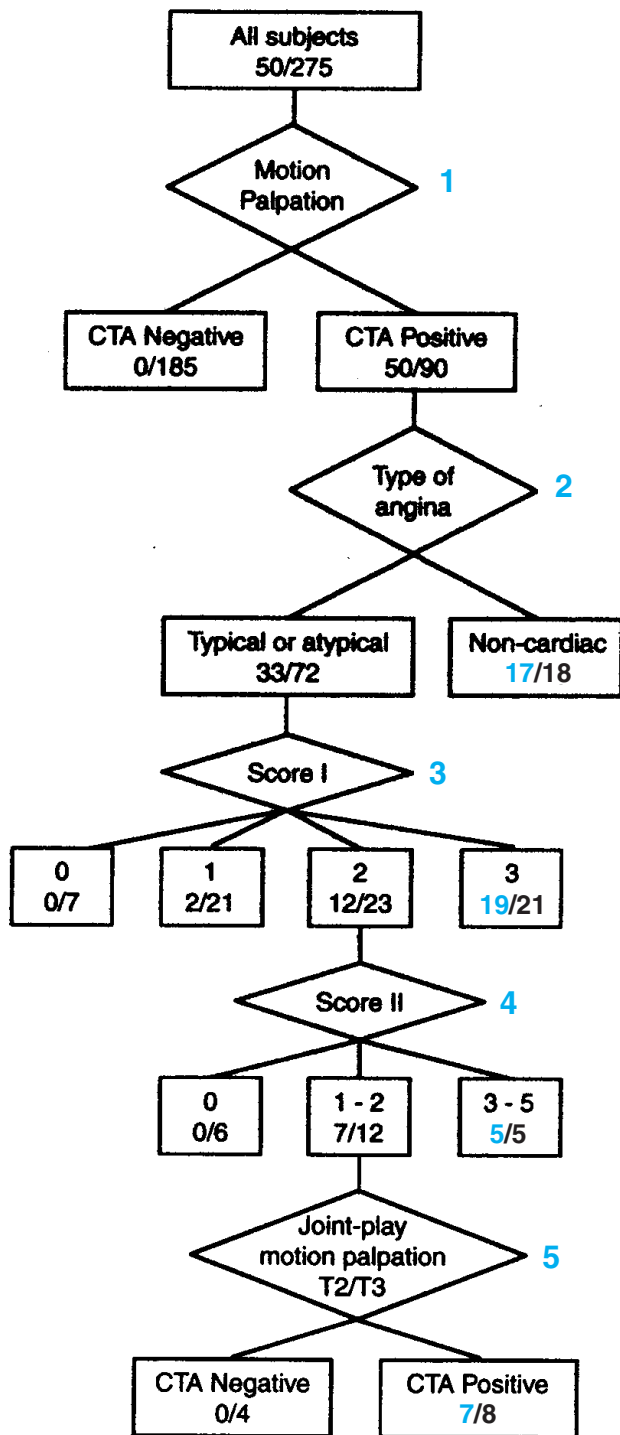 All subjects
50/275
Motion
Palpation
1
CTA Negative
0/185
CTA Positive
50/90
Type of
angina
2
Typical or atypical
33/72
Non-cardiac
17/18
Score I
3
0
0/7
1
2/21
2
12/23
3
19/21
Score II
4
0
0/6
1 - 2
7/12
3 - 5
5/5
Joint-play
motion palpation
T2/T3
5
CTA Negative
0/4
CTA Positive
7/8